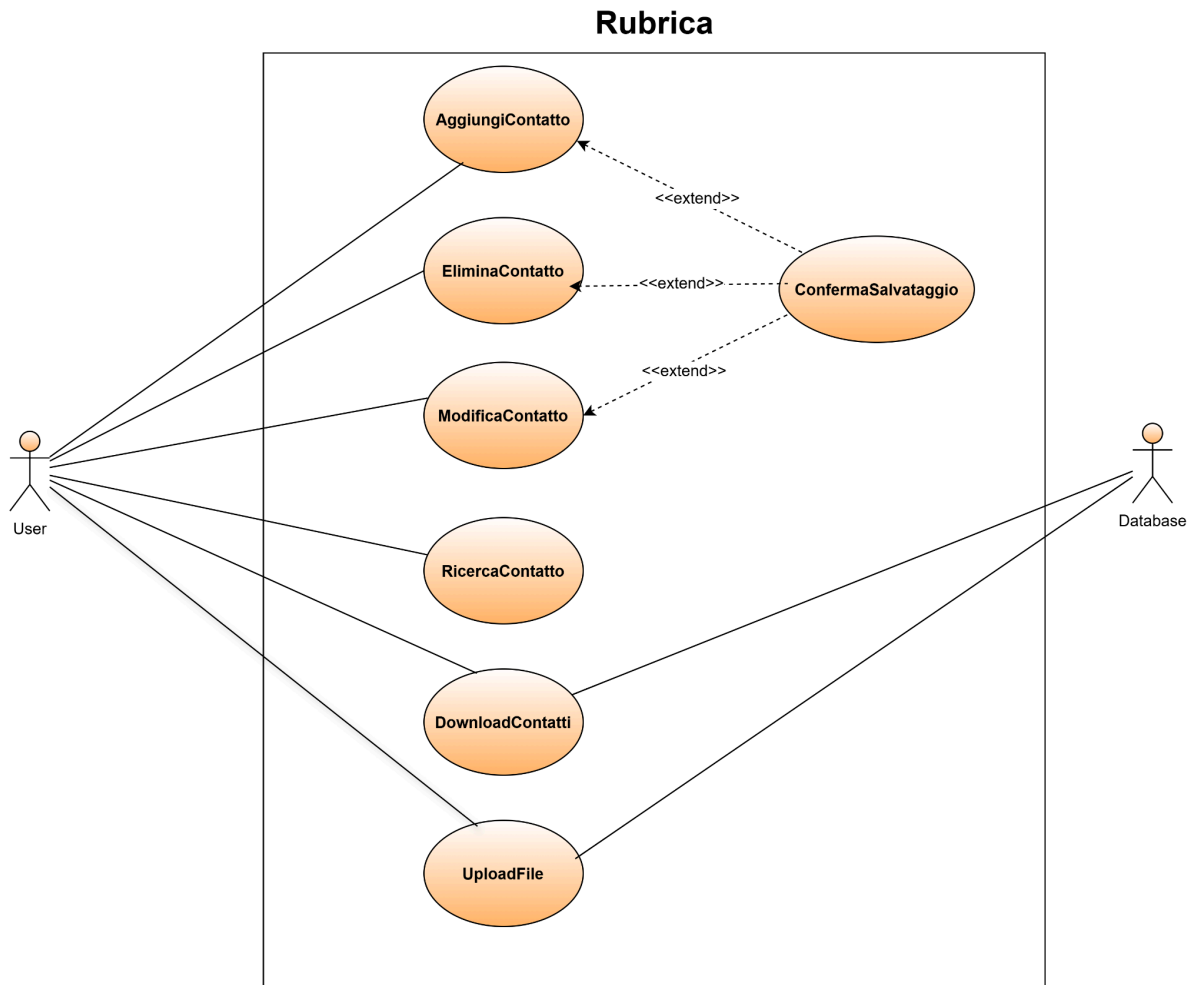 Rubrica
AggiungiContatto
<<extend>>
EliminaContatto
<<extend>>
ConfermaSalvataggio
<<extend>>
ModificaContatto
User
Database
RicercaContatto
DownloadContatti
UploadFile